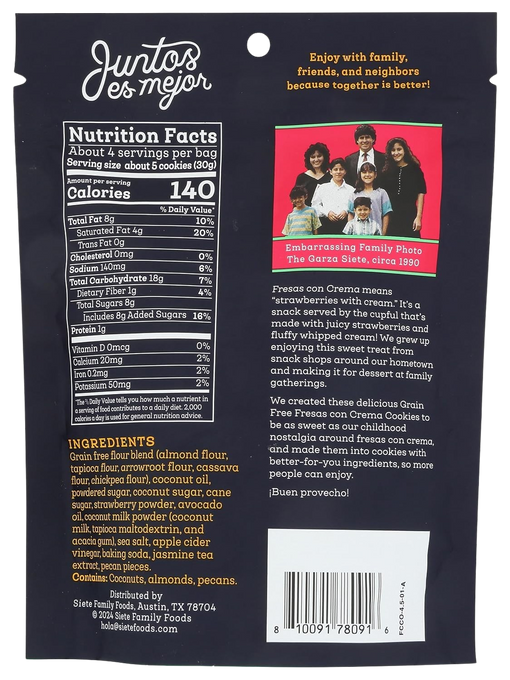 Juntos
es mejor
Enjoy with family,
friends, and neighbors
because together is better!
Nutrition Facts
About 4 servings per bag
Serving size about 5 cookies (30g)
Amount per serving
Calories 140
% Daily Value*
Total Fat 8g 10%
Saturated Fat 4g 20%
Trans Fat 0g
Cholesterol 0mg 0%
Sodium 140mg 6%
Total Carbohydrate 18g 7%
Dietary Fiber 1g 4%
Total Sugars 8g
Includes 8g Added Sugars 16%
Protein 1g
Vitamin D 0mcg 0%
Calcium 20mg 2%
Iron 0.2mg 2%
Potassium 50mg 2%
*The % Daily Value tells you how much a nutrient in
a serving of food contributes to a daily diet. 2,000
calories a day is used for general nutrition advice.
INGREDIENTS
Grain free flour blend (almond flour,
tapioca flour, arrowroot flour, cassava
flour, chickpea flour), coconut oil,
powdered sugar, coconut sugar, cane
sugar, strawberry powder, avocado
oil, coconut milk powder (coconut
milk, tapioca maltodextrin, and
acacia gum), sea salt, apple cider
vinegar, baking soda, jasmine tea
extract, pecan pieces.
Contains: Coconuts, almonds, pecans.
Distributed by
Siete Family Foods, Austin, TX 78704
© 2024 Siete Family Foods
hola@sietefoods.com
Embarrassing Family Photo
The Garza Siete, circa 1990
Fresas con Crema means
"strawberries with cream." It's a
snack served by the cupful that's
made with juicy strawberries and
fluffy whipped cream! We grew up
enjoying this sweet treat from
snack shops around our hometown
and making it for dessert at family
gatherings.
We created these delicious Grain
Free Fresas con Crema Cookies to
be as sweet as our childhood
nostalgia around fresas con crema,
and made them into cookies with
better-for-you ingredients, so more
people can enjoy.
¡Buen provecho!
8 10091 78091 6
FCCO-4.5-01-A